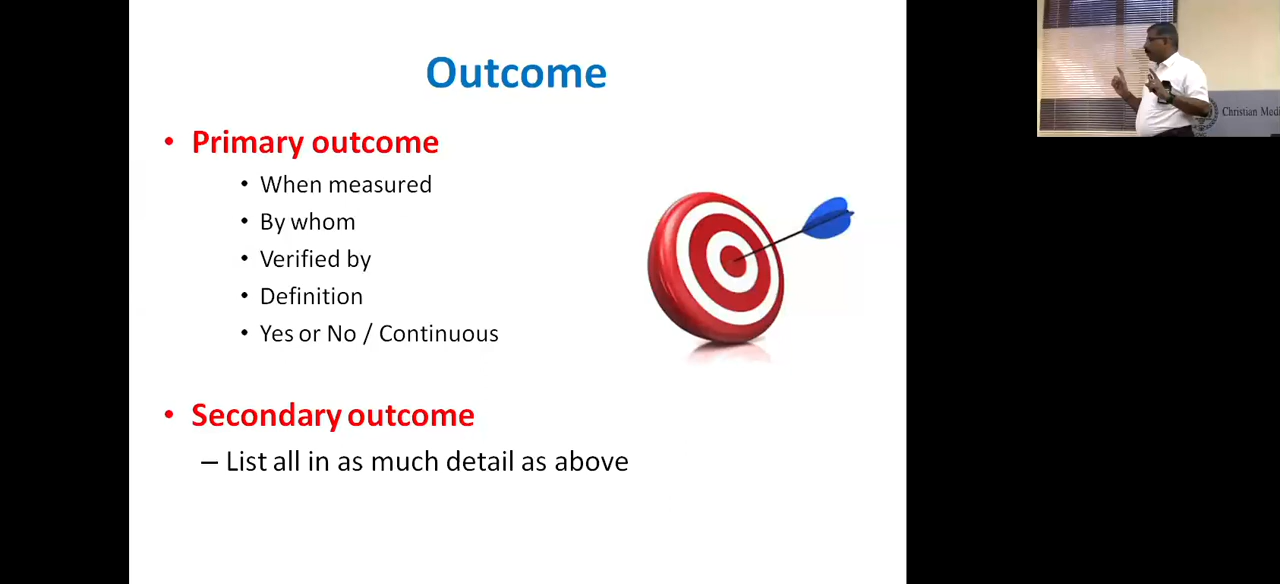 Outcome
• Primary outcome
• When measured
• By whom
• Verified by
• Definition
• Yes or No / Continuous
• Secondary outcome
– List all in as much detail as above
Christian Medi